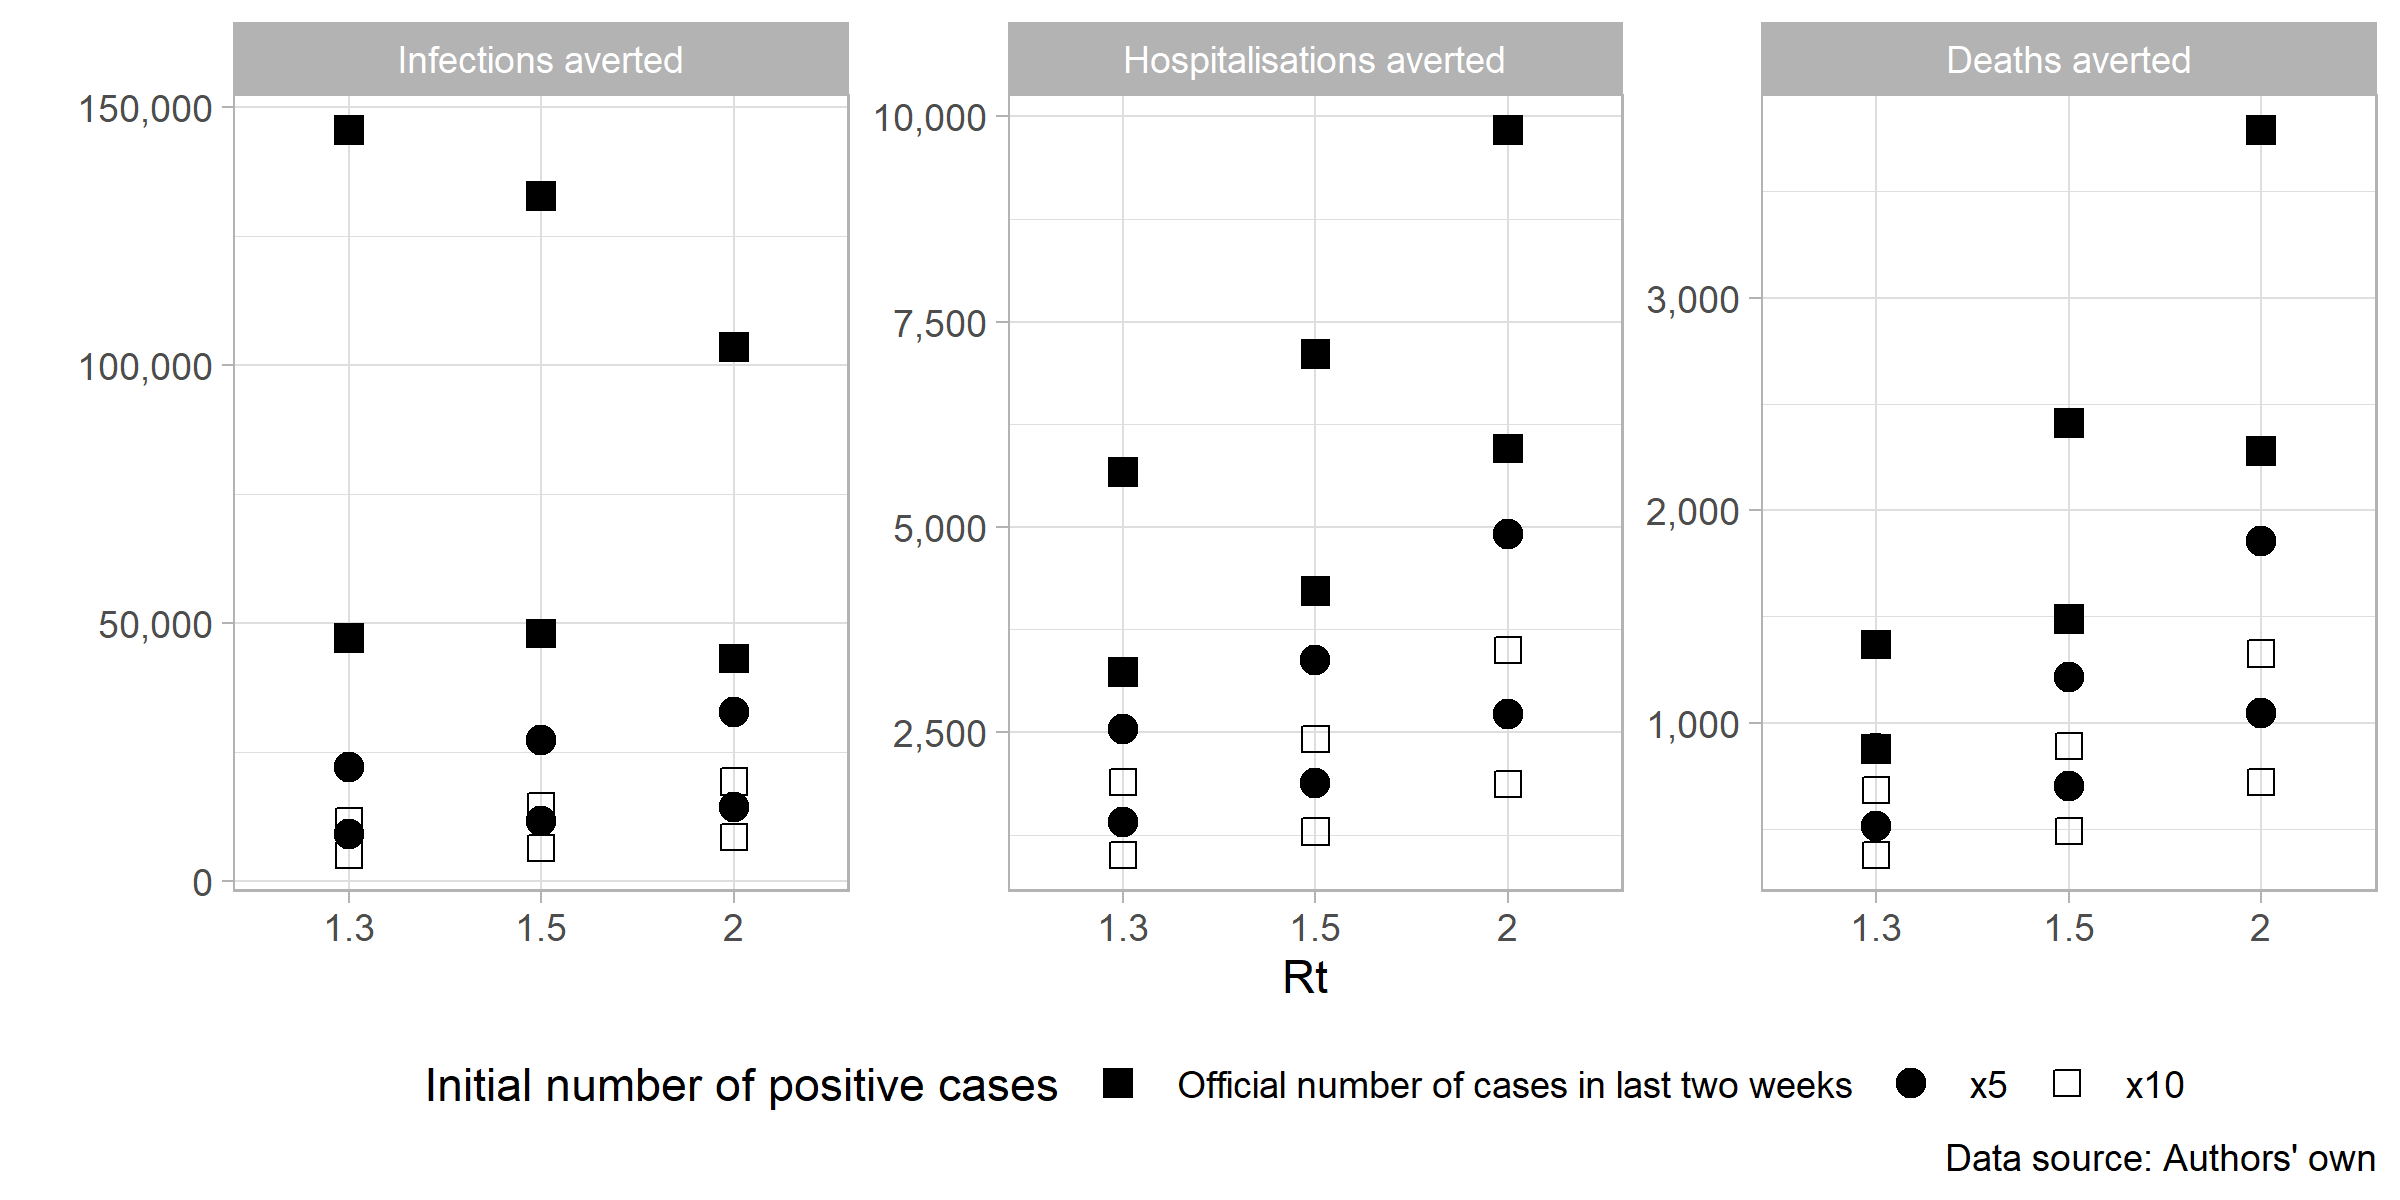 Infections averted
Hospitalisations averted
Deaths averted
150,000
100,000
50,000
0
10,000
7,500
5,000
2,500
3,000
2,000
1,000
1.3 1.5 2
1.3 1.5 2
1.3 1.5 2
Rt
Initial number of positive cases Official number of cases in last two weeks x5 x10
Data source: Authors' own